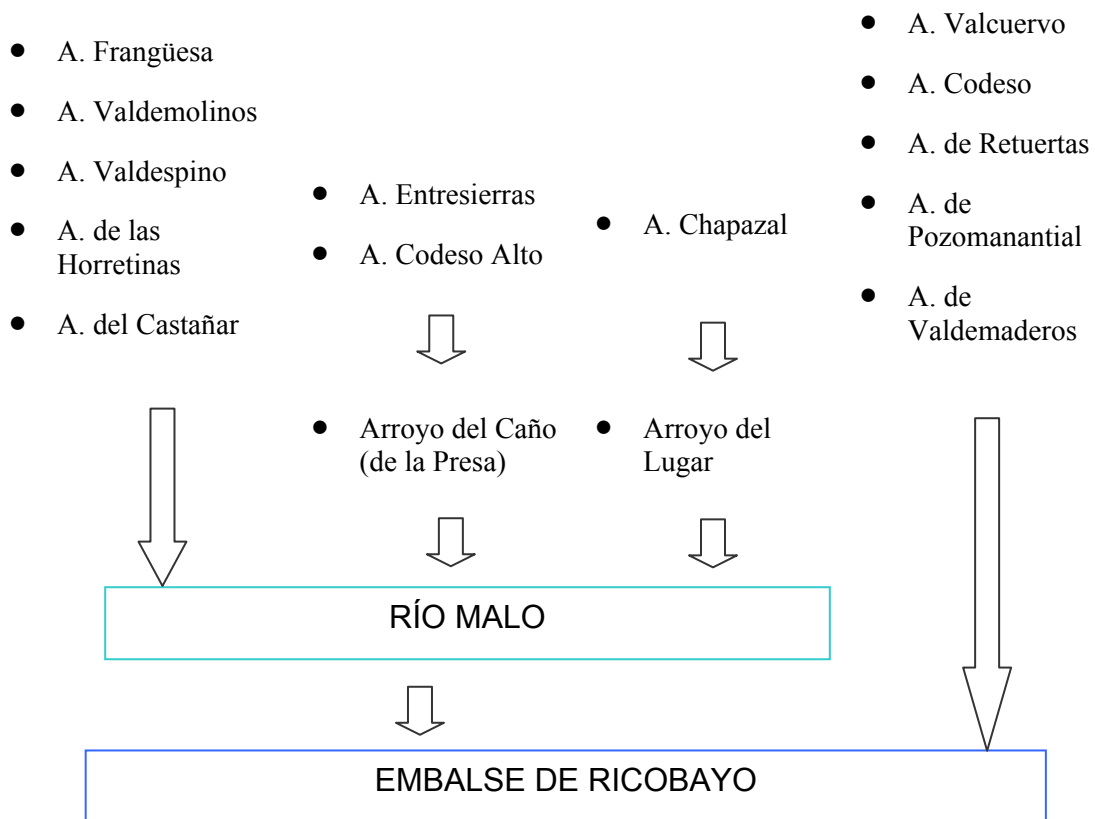 • A. Frangüesa
• A. Valdemolinos
• A. Valdespino
• A. de las
Horretinas
• A. del Castañar
• A. Entresierras
• A. Codeso Alto
• Arroyo del Caño
(de la Presa)
• A. Chapazal
• Arroyo del
Lugar
• A. Valcuervo
• A. Codeso
• A. de Retuertas
• A. de
Pozomanantial
• A. de
Valdemaderos
RÍO MALO
EMBALSE DE RICOBAYO